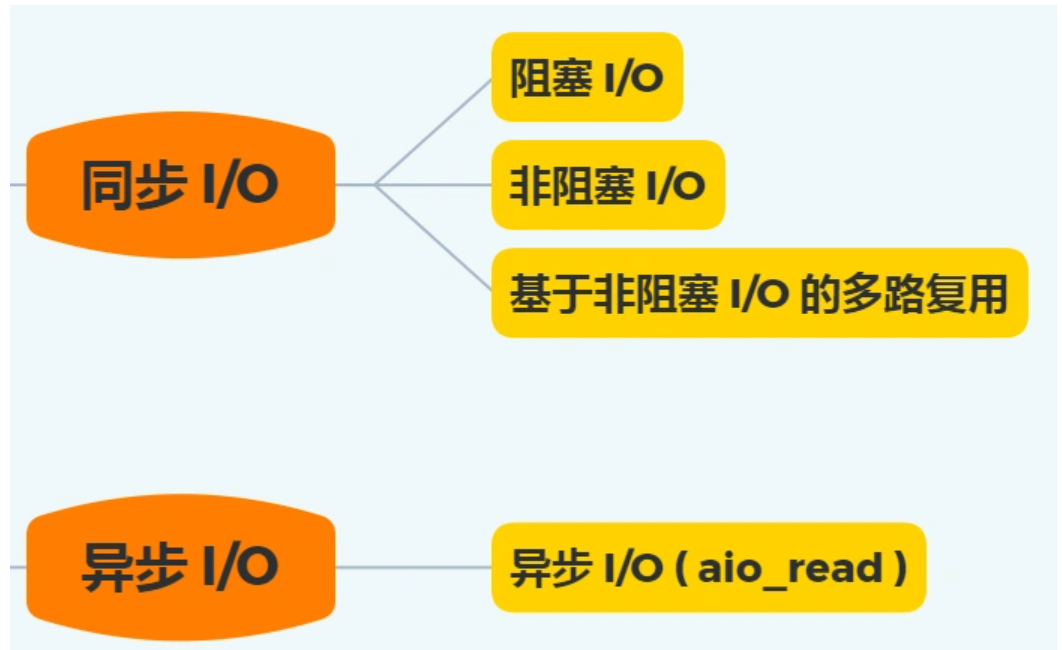 同步 I/O
阻塞 I/O
非阻塞 I/O
基于非阻塞 I/O 的多路复用
异步 I/O
异步 I/O ( aio_read )